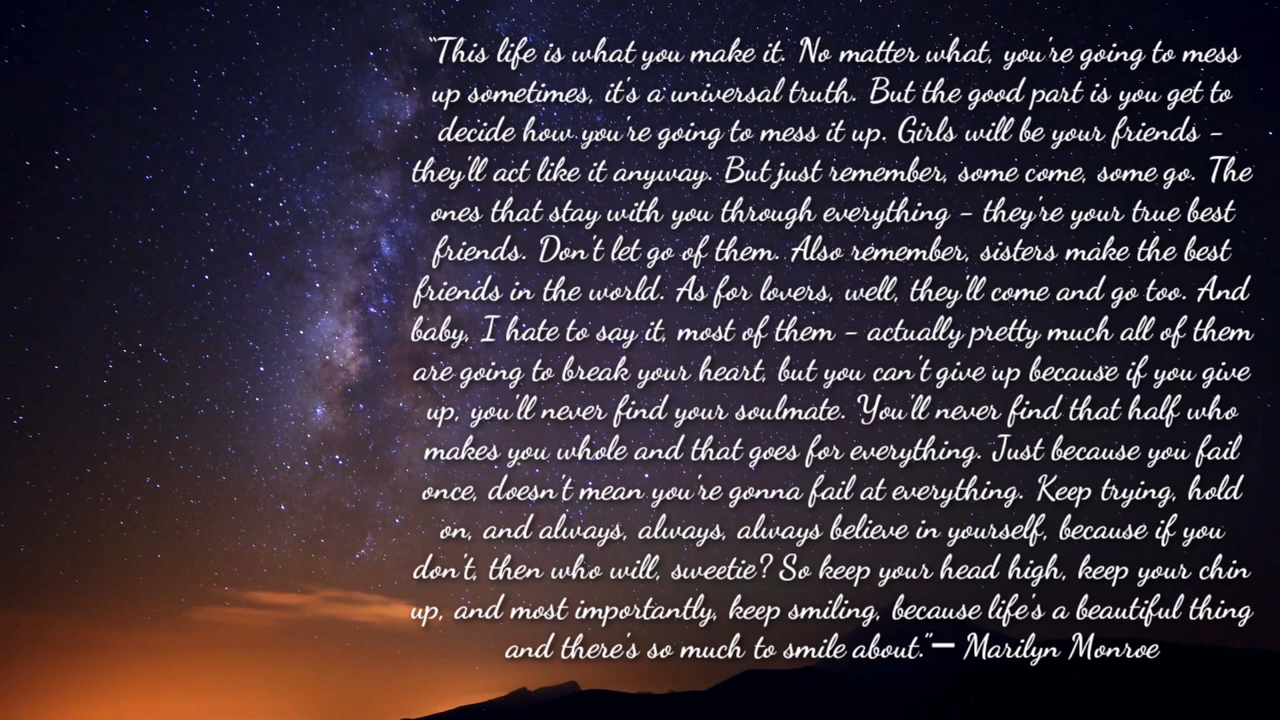 “This life is what you make it. No matter what, you're going to mess
up sometimes, it's a universal truth. But the good part is you get to
decide how you're going to mess it up. Girls will be your friends -
they'll act like it anyway. But just remember, some come, some go. The
ones that stay with you through everything - they're your true best
friends. Don't let go of them. Also remember, sisters make the best
friends in the world. As for lovers, well, they'll come and go too. And
baby, I hate to say it, most of them - actually pretty much all of them
are going to break your heart, but you can't give up because if you give
up, you'll never find your soulmate. You'll never find that half who
makes you whole and that goes for everything. Just because you fail
once, doesn't mean you're gonna fail at everything. Keep trying, hold
on, and always, always, always believe in yourself, because if you
don't, then who will, sweetie? So keep your head high, keep your chin
up, and most importantly, keep smiling, because life's a beautiful thing
and there's so much to smile about.”― Marilyn Monroe